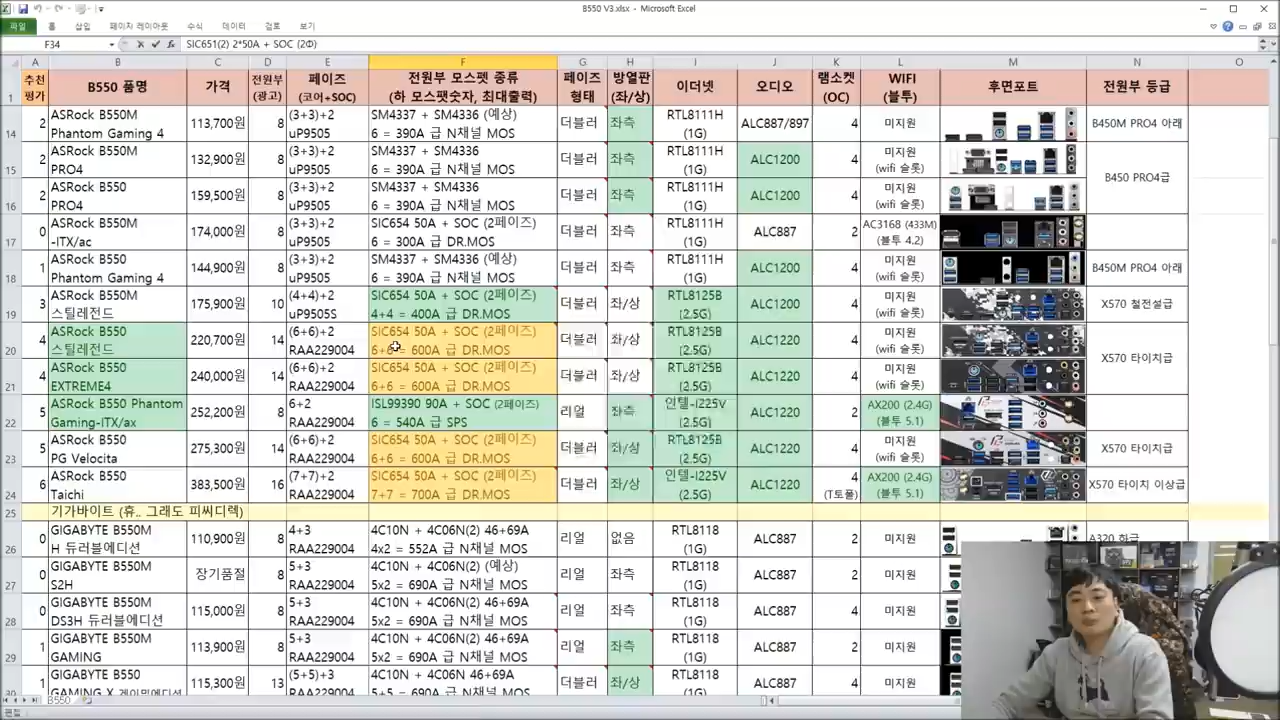 B550 V3.xlsx - Microsoft Excel
파일 홈 삽입 페이지 레이아웃 수식 데이터 검토 보기
F34 SIC651(2) 2*50A + SOC (2Φ)
A B C D E F G H I J K L M N O
1 추천 평가 B550 품명 가격 전원부 (광고) 페이즈 (코어+SOC) 전원부 모스펫 종류 (하 모스펫숫자, 최대출력) 페이즈 형태 방열판 (좌/상) 이더넷 오디오 램소켓 (OC) WIFI (블투) 후면포트 전원부 등급
14 2 ASRock B550M Phantom Gaming 4 113,700원 8 (3+3)+2 uP9505 SM4337 + SM4336 (예상) 6 = 390A 급 N채널 MOS 더블러 좌측 RTL8111H (1G) ALC887/897 4 미지원 (wifi 슬롯) B450M PRO4 아래
15 2 ASRock B550M PRO4 132,900원 8 (3+3)+2 uP9505 SM4337 + SM4336 6 = 390A 급 N채널 MOS 더블러 좌측 RTL8111H (1G) ALC1200 4 미지원 (wifi 슬롯) B450 PRO4급
16 2 ASRock B550 PRO4 159,500원 8 (3+3)+2 uP9505 SM4337 + SM4336 6 = 390A 급 N채널 MOS 더블러 좌측 RTL8111H (1G) ALC1200 4 미지원 (wifi 슬롯)
17 0 ASRock B550M -ITX/ac 174,000원 8 (3+3)+2 uP9505 SIC654 50A + SOC (2페이즈) 6 = 300A 급 DR.MOS 더블러 좌측 RTL8111H (1G) ALC887 2 AC3168 (433M) (블투 4.2)
18 1 ASRock B550 Phantom Gaming 4 144,900원 8 (3+3)+2 uP9505 SM4337 + SM4336 (예상) 6 = 390A 급 N채널 MOS 더블러 좌측 RTL8111H (1G) ALC1200 4 미지원 (wifi 슬롯) B450M PRO4 아래
19 3 ASRock B550M 스틸레전드 175,900원 10 (4+4)+2 uP9505S SIC654 50A + SOC (2페이즈) 4+4 = 400A 급 DR.MOS 더블러 좌/상 RTL8125B (2.5G) ALC1200 4 미지원 (wifi 슬롯) X570 철전설급
20 4 ASRock B550 스틸레전드 220,700원 14 (6+6)+2 RAA229004 SIC654 50A + SOC (2페이즈) 6+6 = 600A 급 DR.MOS 더블러 좌/상 RTL8125B (2.5G) ALC1220 4 미지원 (wifi 슬롯) X570 타이치급
21 4 ASRock B550 EXTREME4 240,000원 14 (6+6)+2 RAA229004 SIC654 50A + SOC (2페이즈) 6+6 = 600A 급 DR.MOS 더블러 좌/상 RTL8125B (2.5G) ALC1220 4 미지원 (wifi 슬롯)
22 5 ASRock B550 Phantom Gaming-ITX/ax 252,200원 8 6+2 RAA229004 ISL99390 90A + SOC (2페이즈) 6 = 540A 급 SPS 리얼 좌측 인텔-i225V (2.5G) ALC1220 2 AX200 (2.4G) (블투 5.1)
23 5 ASRock B550 PG Velocita 275,300원 14 (6+6)+2 RAA229004 SIC654 50A + SOC (2페이즈) 6+6 = 600A 급 DR.MOS 더블러 좌/상 RTL8125B (2.5G) ALC1220 4 미지원 (wifi 슬롯) X570 타이치급
24 6 ASRock B550 Taichi 383,500원 16 (7+7)+2 RAA229004 SIC654 50A + SOC (2페이즈) 7+7 = 700A 급 DR.MOS 더블러 좌/상 인텔-i225V (2.5G) ALC1220 4 (T토폴) AX200 (2.4G) (블투 5.1) X570 타이치 이상급
25 기가바이트 (휴.. 그래도 피씨디렉)
26 0 GIGABYTE B550M H 듀러블에디션 110,900원 8 4+3 RAA229004 4C10N + 4C06N(2) 46+69A 4x2 = 552A 급 N채널 MOS 리얼 없음 RTL8118 (1G) ALC887 2 미지원 A320 하급
27 0 GIGABYTE B550M S2H 장기품절 8 5+3 RAA229004 4C10N + 4C06N(2) (예상) 5x2 = 690A 급 N채널 MOS 리얼 좌측 RTL8118 (1G) ALC887 2 미지원
28 0 GIGABYTE B550M DS3H 듀러블에디션 115,000원 8 5+3 RAA229004 4C10N + 4C06N(2) 46+69A 5x2 = 690A 급 N채널 MOS 리얼 좌측 RTL8118 (1G) ALC887 4 미지원
29 0 GIGABYTE B550M GAMING 113,900원 8 5+3 RAA229004 4C10N + 4C06N(2) 46+69A 5x2 = 690A 급 N채널 MOS 리얼 좌측 RTL8118 (1G) ALC887 2 미지원
30 1 GIGABYTE B550M GAMING X 게이밍에디션 115,300원 13 (5+5)+3 RAA229004 4C10N + 4C06N 46+69A 5+5 = 690A 급 N채널 MOS 더블러 좌/상 RTL8118 (1G) ALC887 4 미지원
B550